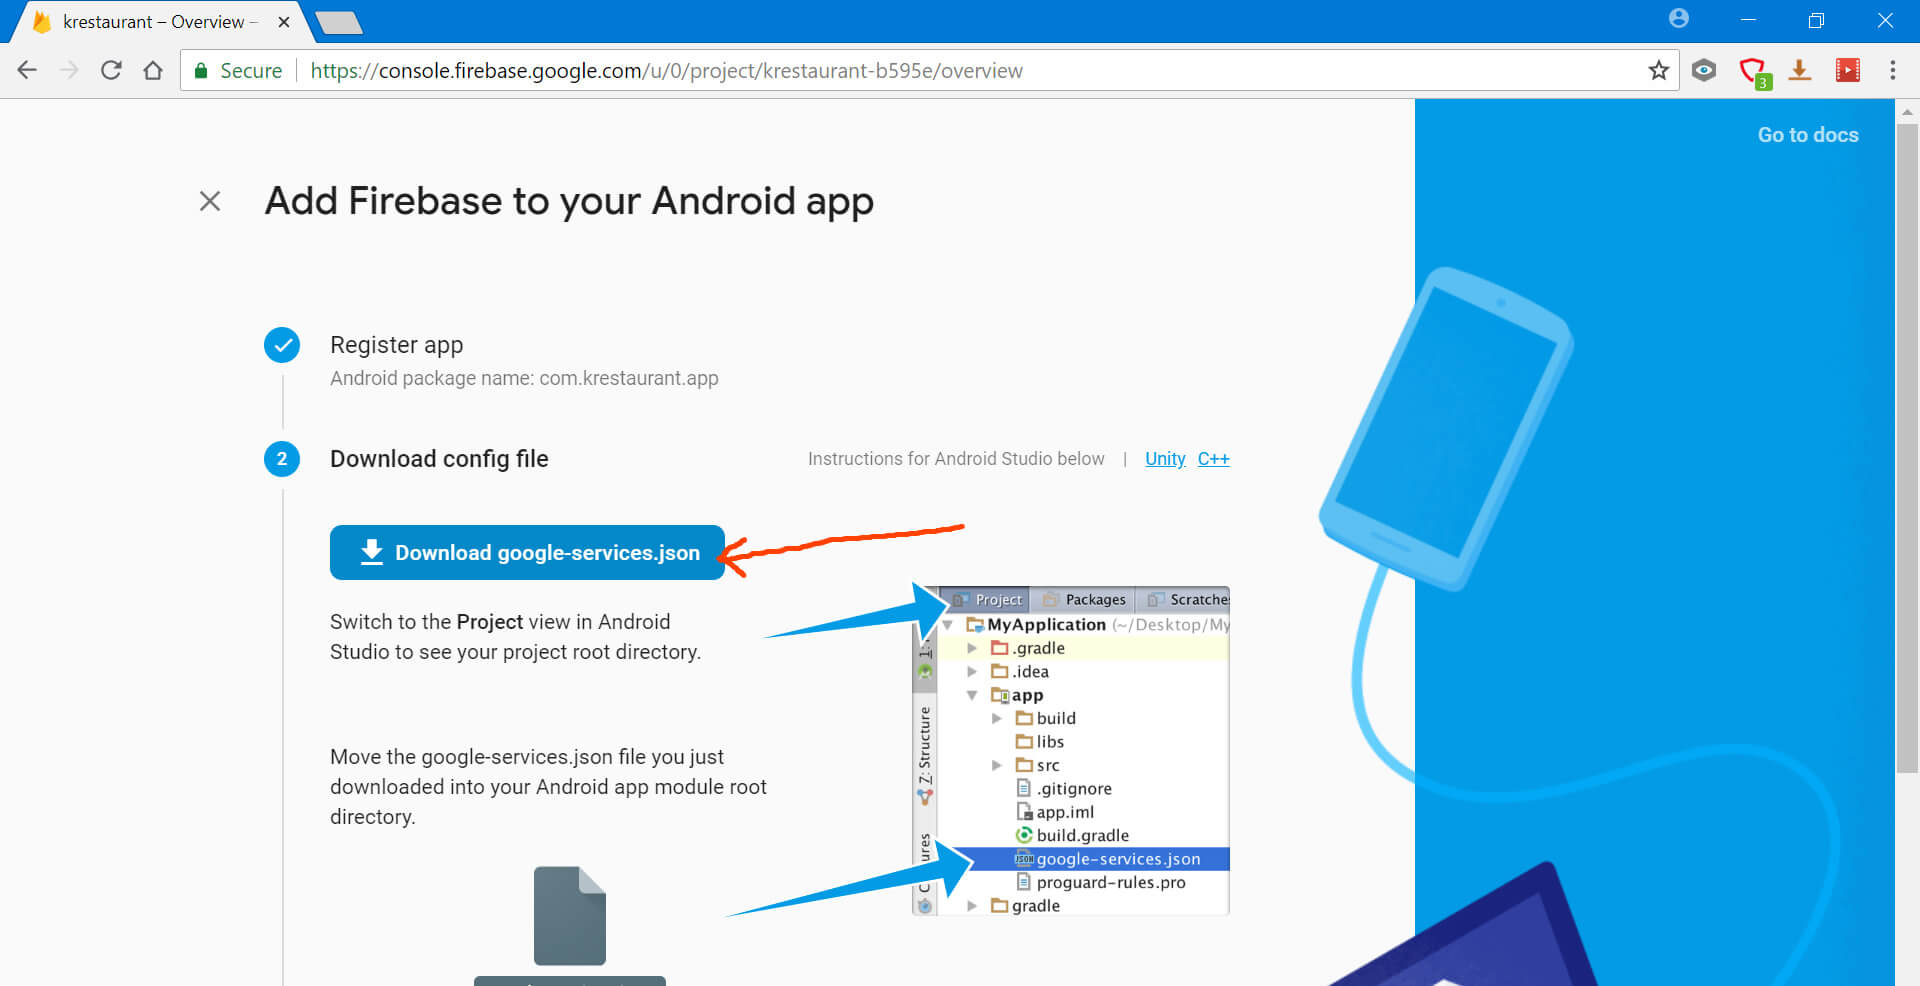 krestaurant – Overview –
Secure
https://console.firebase.google.com/u/0/project/krestaurant-b595e/overview
3
Go to docs
Add Firebase to your Android app
Register app
Android package name: com.krestaurant.app
2
Download config file
Instructions for Android Studio below | Unity C++
Download google-services.json
Switch to the Project view in Android
Studio to see your project root directory.
Move the google-services.json file you just
downloaded into your Android app module root
directory.
Project Packages Scratches
MyApplication (~/Desktop/My
.gradle
.idea
app
build
libs
src
.gitignore
app.iml
build.gradle
JSON google-services.json
proguard-rules.pro
gradle
1:
Z: Structure
C
ures